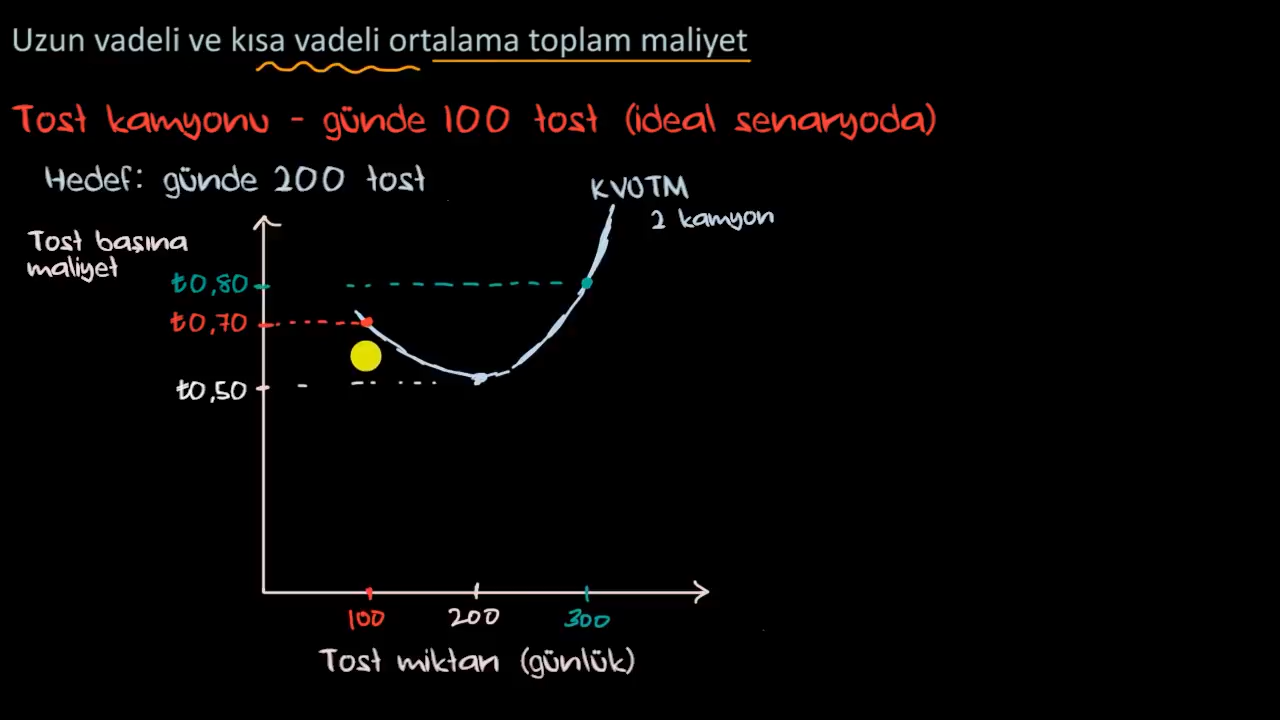 Uzun vadeli ve kısa vadeli ortalama toplam maliyet
Tost kamyonu - günde 100 tost (ideal senaryoda)
Hedef: günde 200 tost
KVOTM
2 kamyon
Tost başına
maliyet
₺0,80
₺0,70
₺0,50
100 200 300
Tost miktarı (günlük)